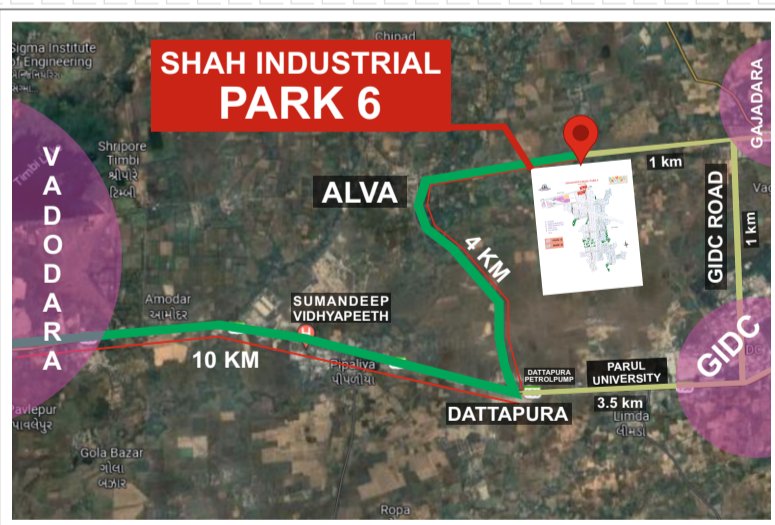 Sigma Institute
of Engineering
Chipad
SHAH INDUSTRIAL
PARK 6
GAJADARA
VADODARA
Timbi
Shripore
Timbi
શ્રીપોરે
ટિમ્બી
ALVA
1 km
GIDC ROAD
1 km
4 KM
Amodar
આમોદર
SUMANDEEP
VIDHYAPEETH
H
10 KM
Pipaliya
પીપળીયા
DATTAPURA
PETROLPUMP
PARUL
UNIVERSITY
GIDC
DATTAPURA
3.5 km
Limda
લીમડા
Pavlepur
પાવલેપુર
Gola Bazar
ગોલા
બઝાર
Ropa